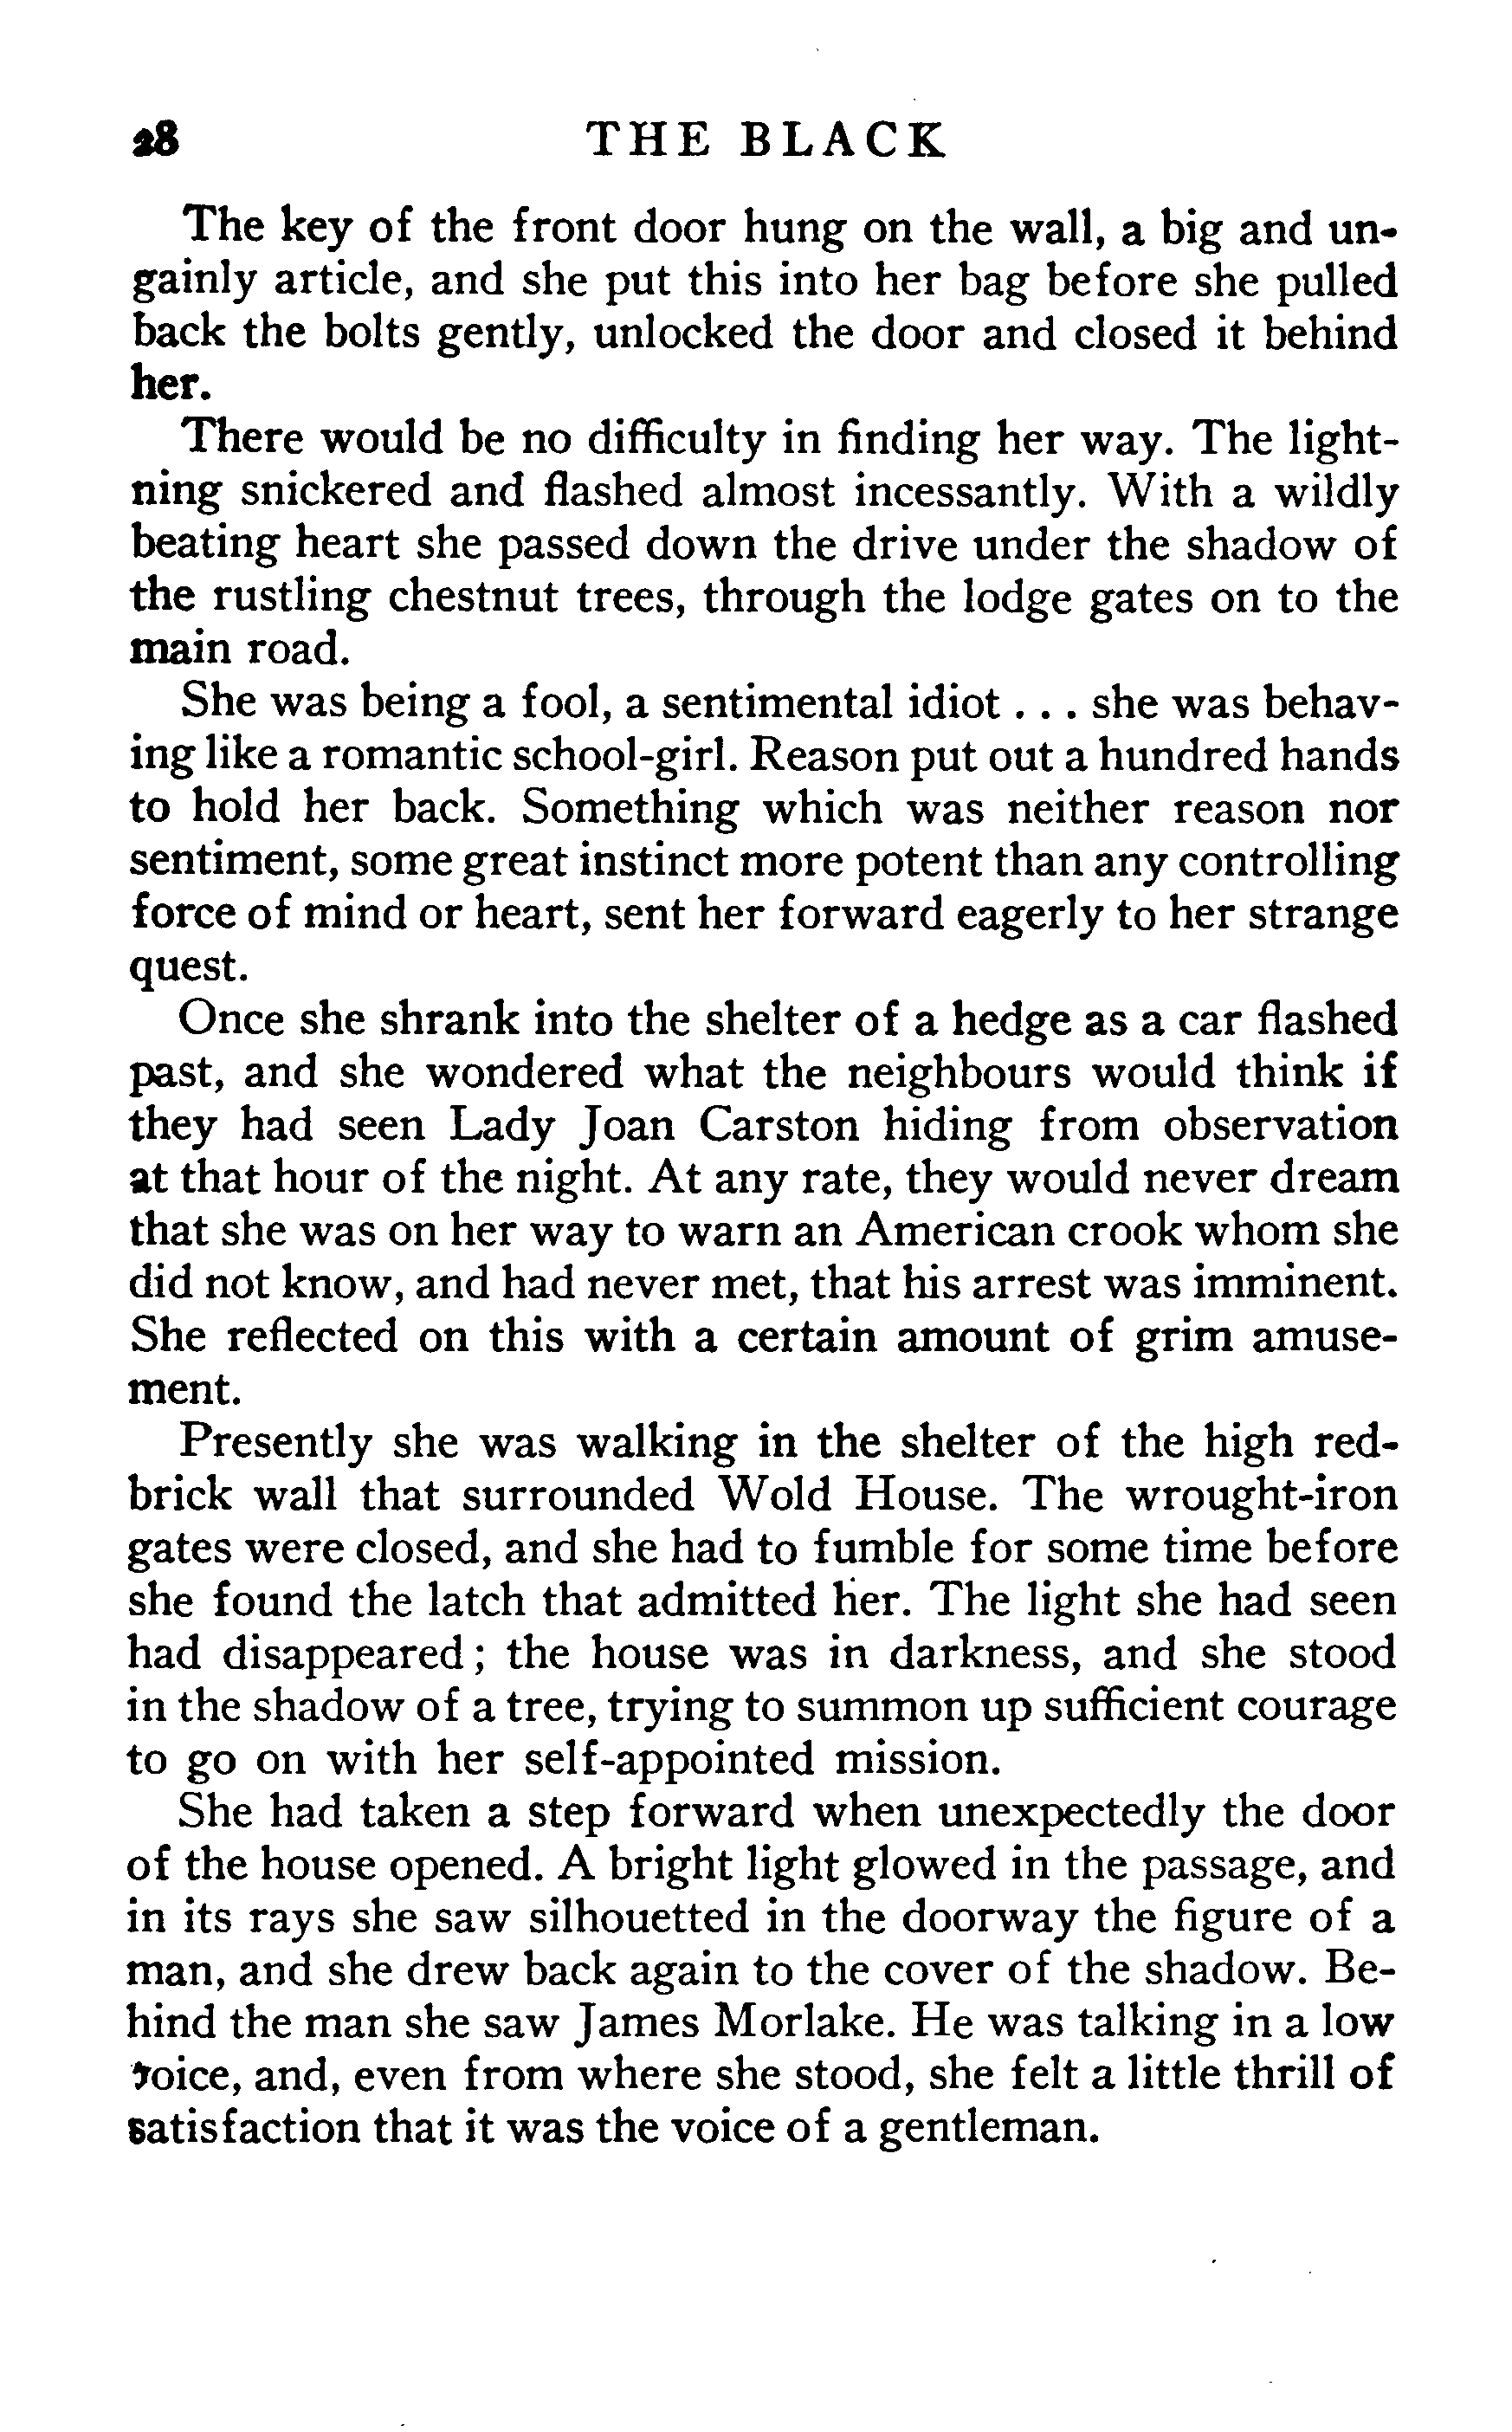 28 THE BLACK
The key of the front door hung on the wall, a big and un-
gainly article, and she put this into her bag before she pulled
back the bolts gently, unlocked the door and closed it behind
her.
There would be no difficulty in finding her way. The light-
ning snickered and flashed almost incessantly. With a wildly
beating heart she passed down the drive under the shadow of
the rustling chestnut trees, through the lodge gates on to the
main road.
She was being a fool, a sentimental idiot . . . she was behav-
ing like a romantic school-girl. Reason put out a hundred hands
to hold her back. Something which was neither reason nor
sentiment, some great instinct more potent than any controlling
force of mind or heart, sent her forward eagerly to her strange
quest.
Once she shrank into the shelter of a hedge as a car flashed
past, and she wondered what the neighbours would think if
they had seen Lady Joan Carston hiding from observation
at that hour of the night. At any rate, they would never dream
that she was on her way to warn an American crook whom she
did not know, and had never met, that his arrest was imminent.
She reflected on this with a certain amount of grim amuse-
ment.
Presently she was walking in the shelter of the high red-
brick wall that surrounded Wold House. The wrought-iron
gates were closed, and she had to fumble for some time before
she found the latch that admitted her. The light she had seen
had disappeared; the house was in darkness, and she stood
in the shadow of a tree, trying to summon up sufficient courage
to go on with her self-appointed mission.
She had taken a step forward when unexpectedly the door
of the house opened. A bright light glowed in the passage, and
in its rays she saw silhouetted in the doorway the figure of a
man, and she drew back again to the cover of the shadow. Be-
hind the man she saw James Morlake. He was talking in a low
voice, and, even from where she stood, she felt a little thrill of
satisfaction that it was the voice of a gentleman.